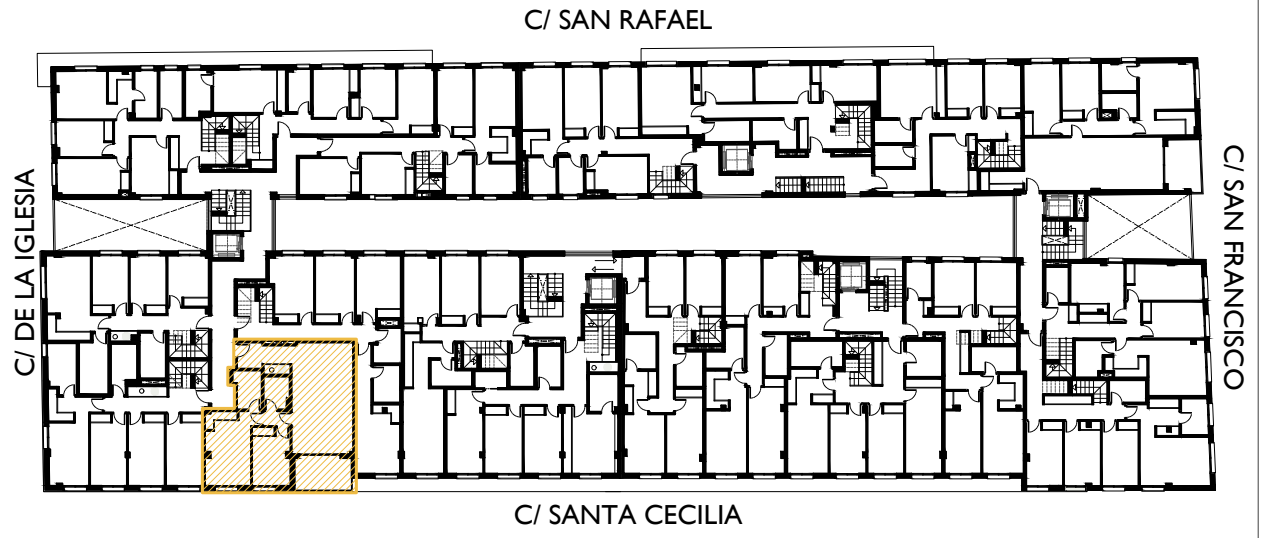 C/ SAN RAFAEL
C/ DE LA IGLESIA
C/ SAN FRANCISCO
C/ SANTA CECILIA